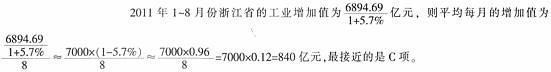 2011 年 1-8 月份浙江省的工业增加值为 6894.69/(1+5.7%) 亿元，则平均每月的增加值为
(6894.69/(1+5.7%))/8 ≈ 7000×(1-5.7%)/8 ≈ 7000×0.96/8 =7000×0.12=840 亿元,最接近的是 C 项。